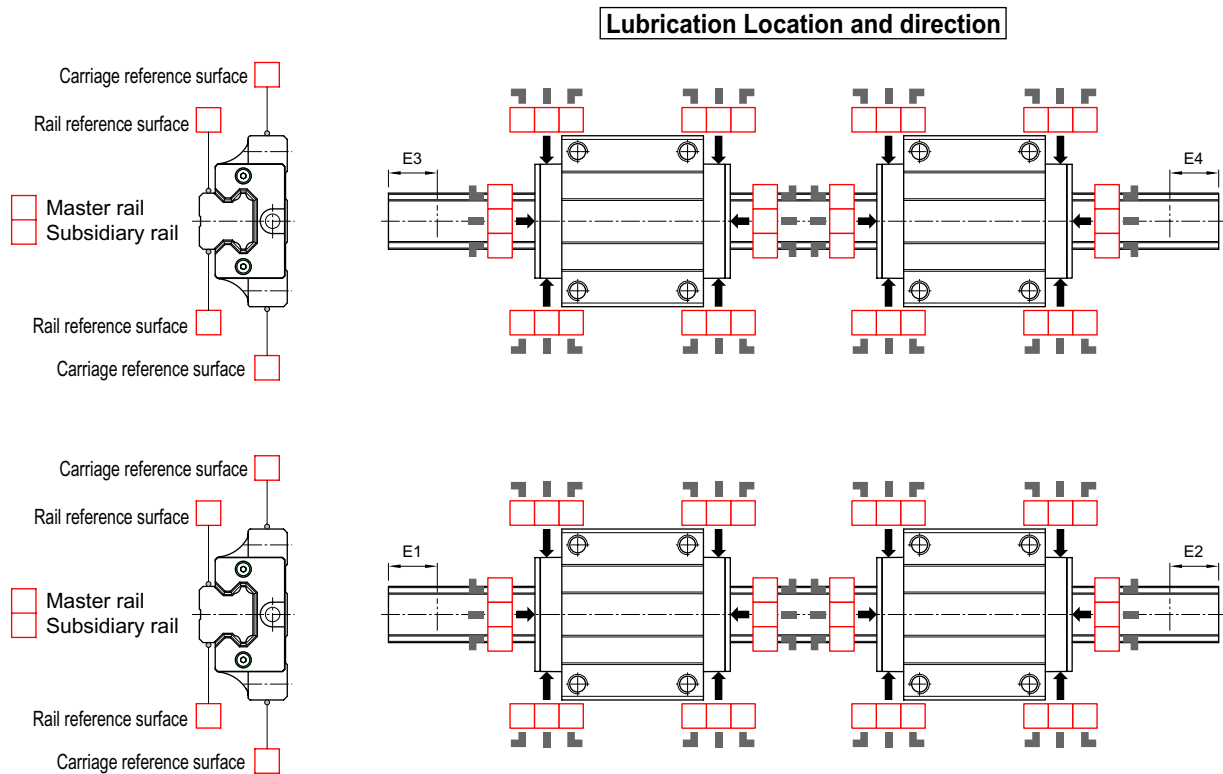 Lubrication Location and direction
Carriage reference surface
Rail reference surface
E3
E4
Master rail
Subsidiary rail
Rail reference surface
Carriage reference surface
Carriage reference surface
Rail reference surface
E1
E2
Master rail
Subsidiary rail
Rail reference surface
Carriage reference surface